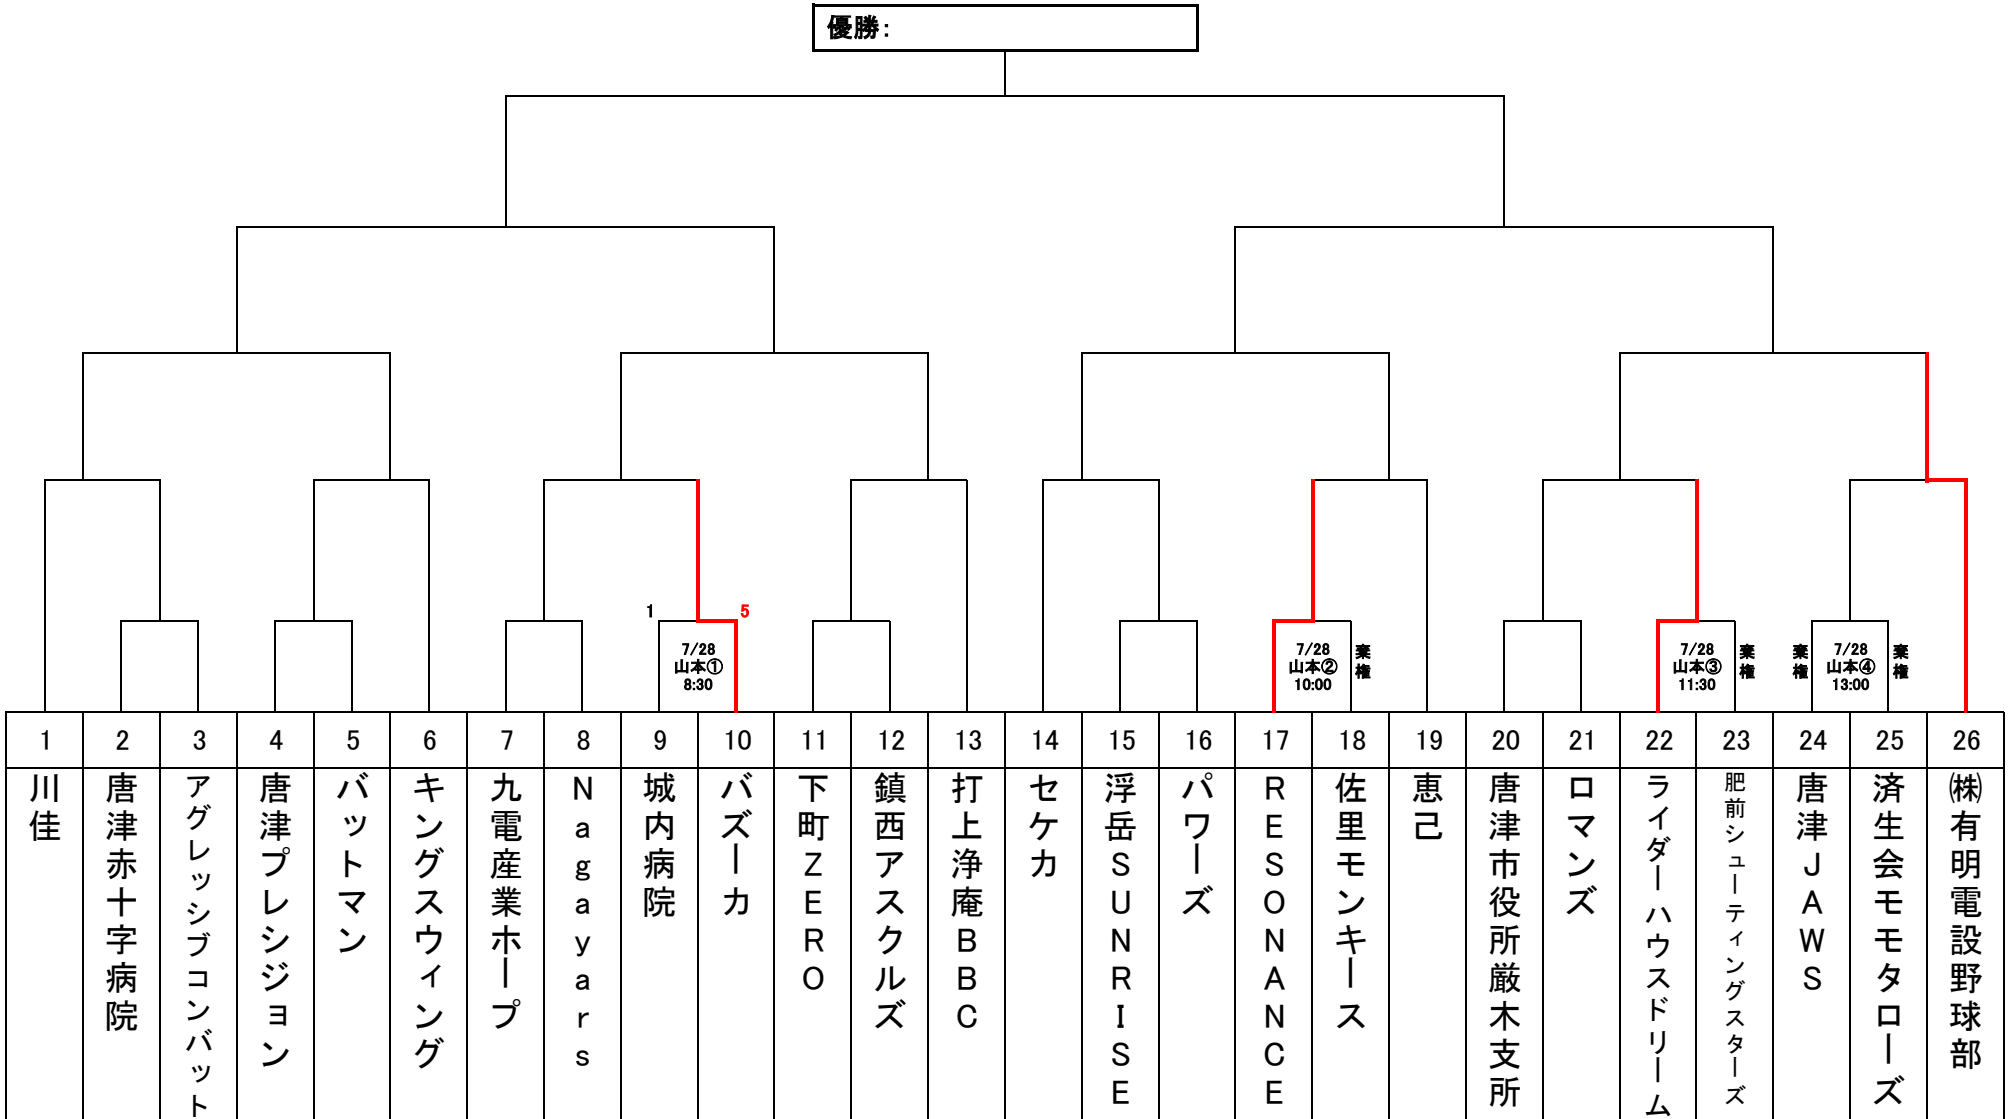 優勝:
1
5
7/28
山本①
8:30
7/28
山本②
10:00
棄権
7/28
山本③
11:30
棄権
棄権
7/28
山本④
13:00
棄権
1
2
3
4
5
6
7
8
9
10
11
12
13
14
15
16
17
18
19
20
21
22
23
24
25
26
川佳
唐津赤十字病院
アグレッシブコンバット
唐津プレシジョン
バットマン
キングスウィング
九電産業ホープ
Nagayars
城内病院
バズーカ
下町ZERO
鎮西アスクルズ
打上浄庵BBC
セケカ
浮岳SUNRISE
パワーズ
RESONANCE
佐里モンキース
恵己
唐津市役所厳木支所
ロマンズ
ライダーハウスドリーム
肥前シューティングスターズ
唐津JAWS
済生会モモタローズ
㈱有明電設野球部